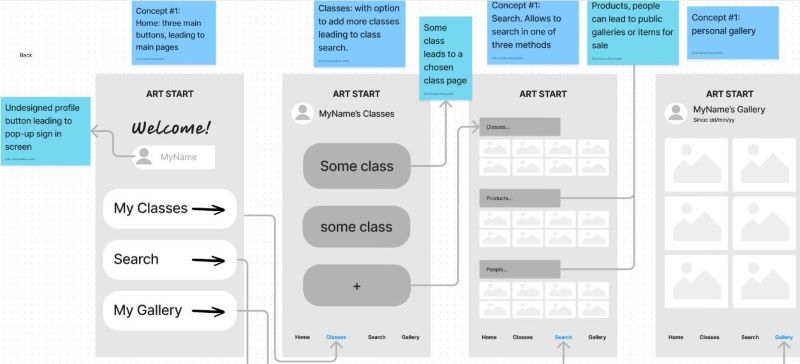 Concept #1:
Home: three main
buttons, leading to
main pages
Classes: with option
to add more classes
leading to class
search.
Some
class
leads to a
chosen
class page
Concept #1:
Search. Allows to
search in one of
three methods
Products, people
can lead to public
galleries or items for
sale
Concept #1:
personal gallery
Back
Undesigned profile
button leading to
pop-up sign in
screen
ART START
Welcome!
MyName
My Classes
Search
My Gallery
ART START
MyName's Classes
Some class
some class
+
Home Classes Search Gallery
ART START
Classes...
Products...
People...
Home Classes Search Gallery
ART START
MyName's Gallery
Since: dd/mm/yy
Home Classes Search Gallery